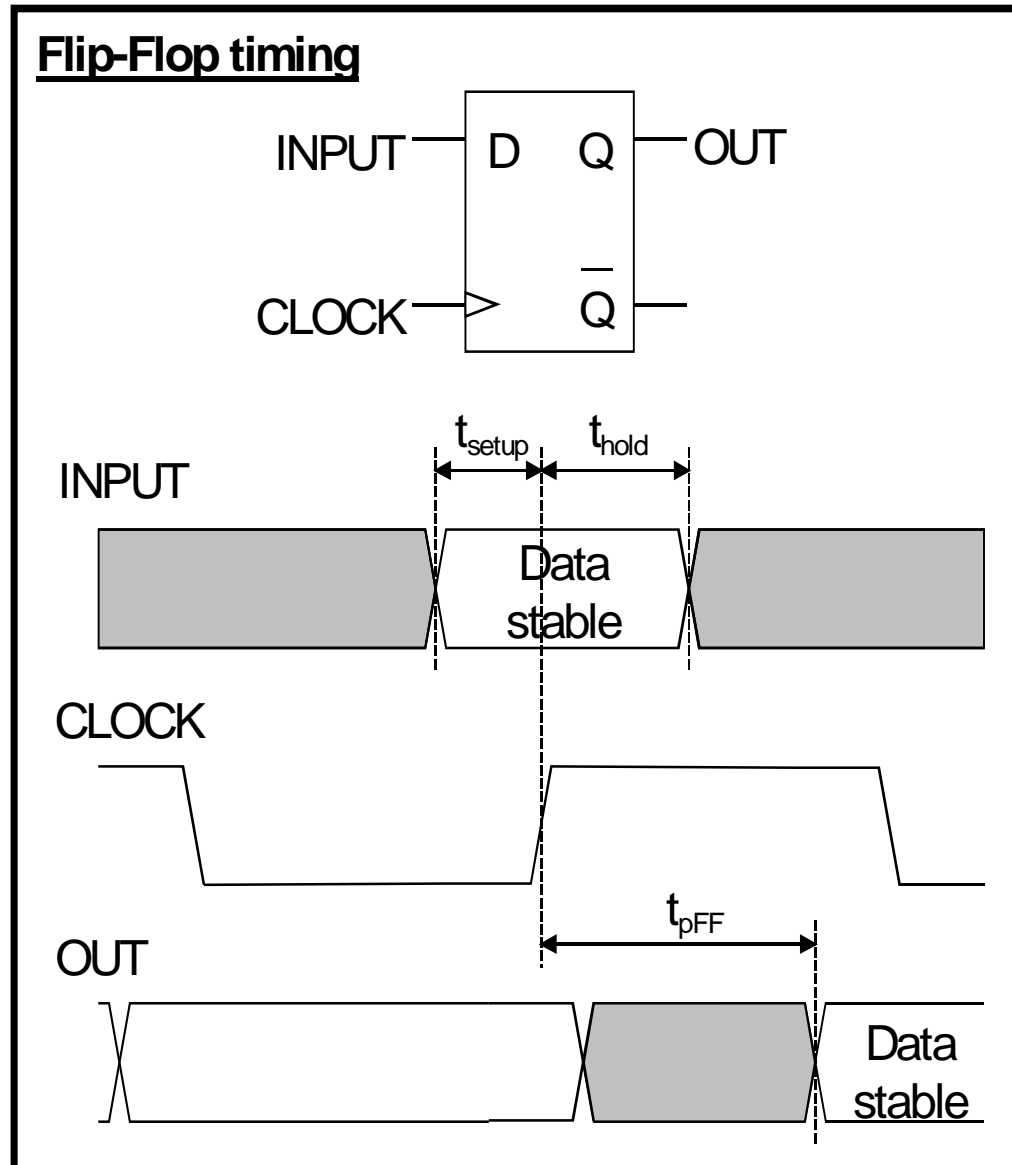 Flip-Flop timing
INPUT D Q OUT
CLOCK Q̅
tsetup thold
INPUT
Data
stable
CLOCK
tpFF
OUT
Data
stable